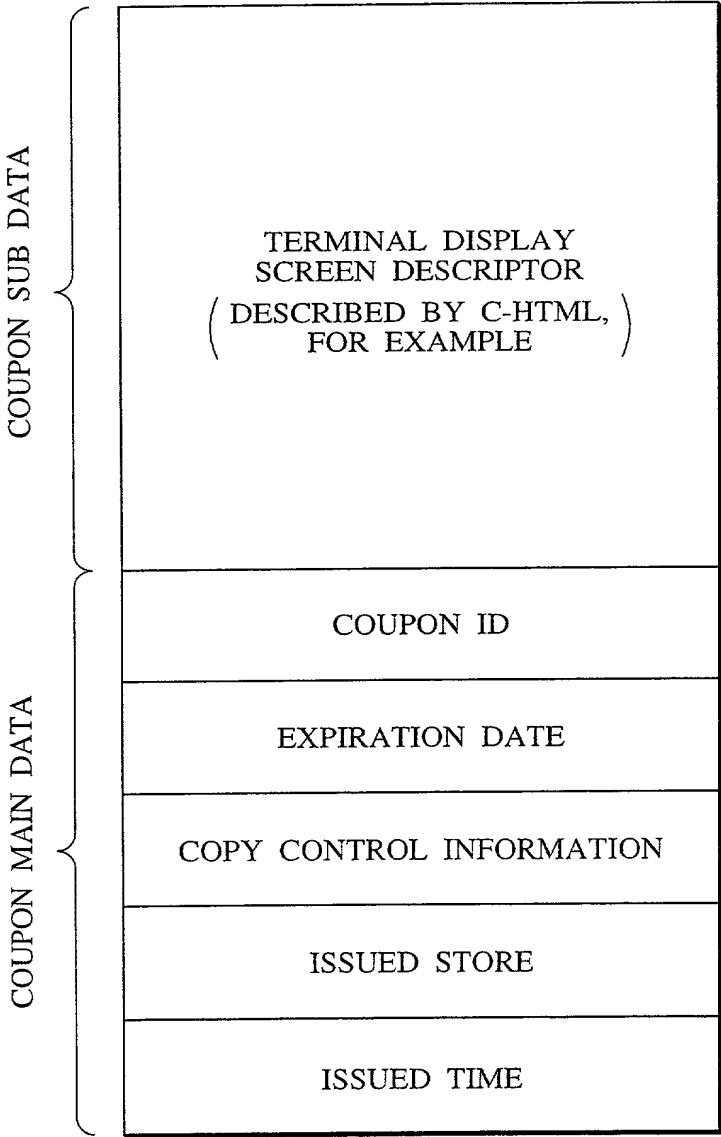 COUPON SUB DATA
TERMINAL DISPLAY
SCREEN DESCRIPTOR
(DESCRIBED BY C-HTML,
FOR EXAMPLE)
COUPON MAIN DATA
COUPON ID
EXPIRATION DATE
COPY CONTROL INFORMATION
ISSUED STORE
ISSUED TIME